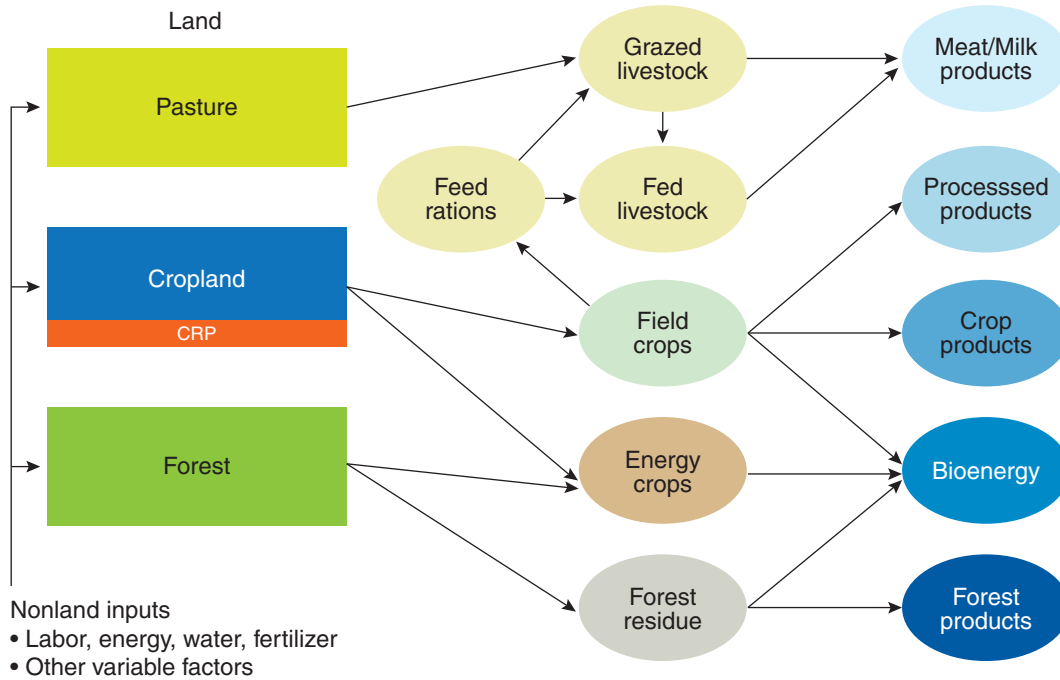 Land
Pasture
Grazed
livestock
Meat/Milk
products
Feed
rations
Fed
livestock
Processsed
products
Cropland
CRP
Field
crops
Crop
products
Forest
Energy
crops
Bioenergy
Forest
residue
Forest
products
Nonland inputs
• Labor, energy, water, fertilizer
• Other variable factors